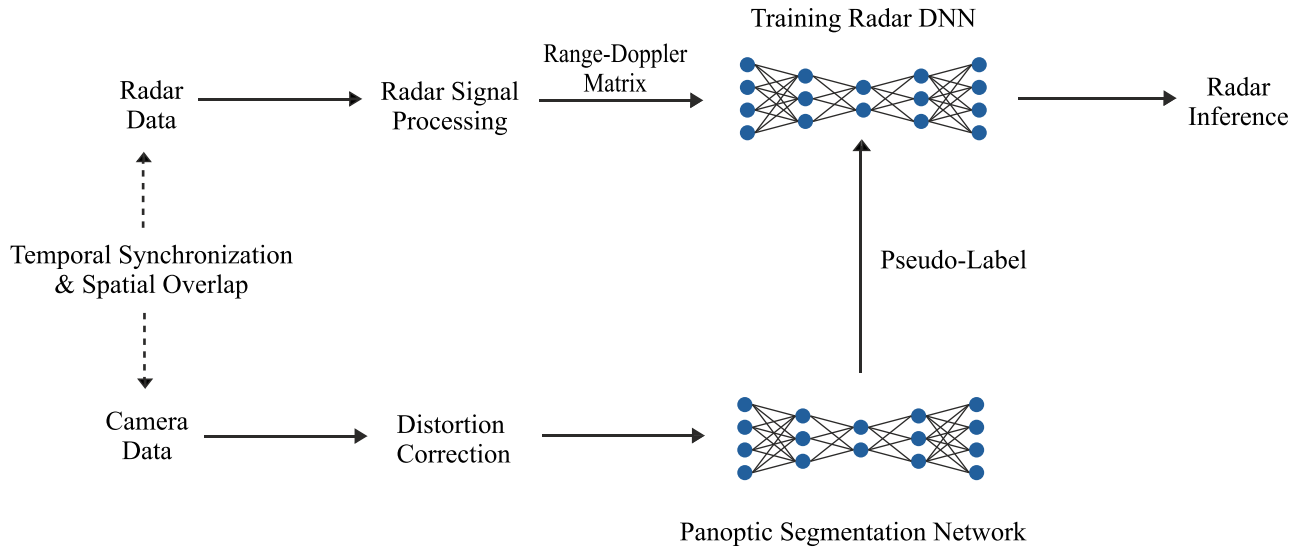 Training Radar DNN
Range-Doppler
Matrix
Radar
Data
Radar Signal
Processing
Radar
Inference
Temporal Synchronization
& Spatial Overlap
Pseudo-Label
Camera
Data
Distortion
Correction
Panoptic Segmentation Network